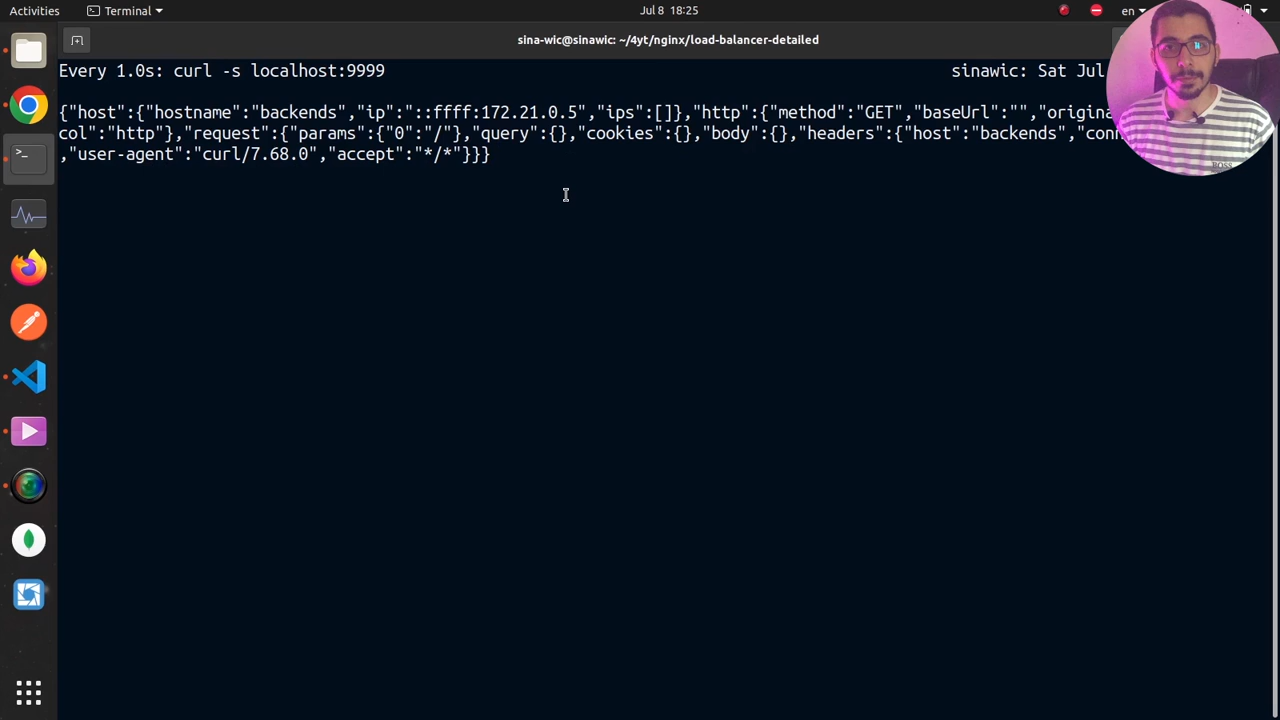 Activities Terminal Jul 8 18:25 en
sina-wic@sinawic: ~/4yt/nginx/load-balancer-detailed
Every 1.0s: curl -s localhost:9999 sinawic: Sat Jul
{"host":{"hostname":"backends","ip":"::ffff:172.21.0.5","ips":[]},"http":{"method":"GET","baseUrl":"","origina
col":"http"},"request":{"params":{"0":"/"},"query":{},"cookies":{},"body":{},"headers":{"host":"backends","conn
,"user-agent":"curl/7.68.0","accept":"*/*"}}}
BOSS